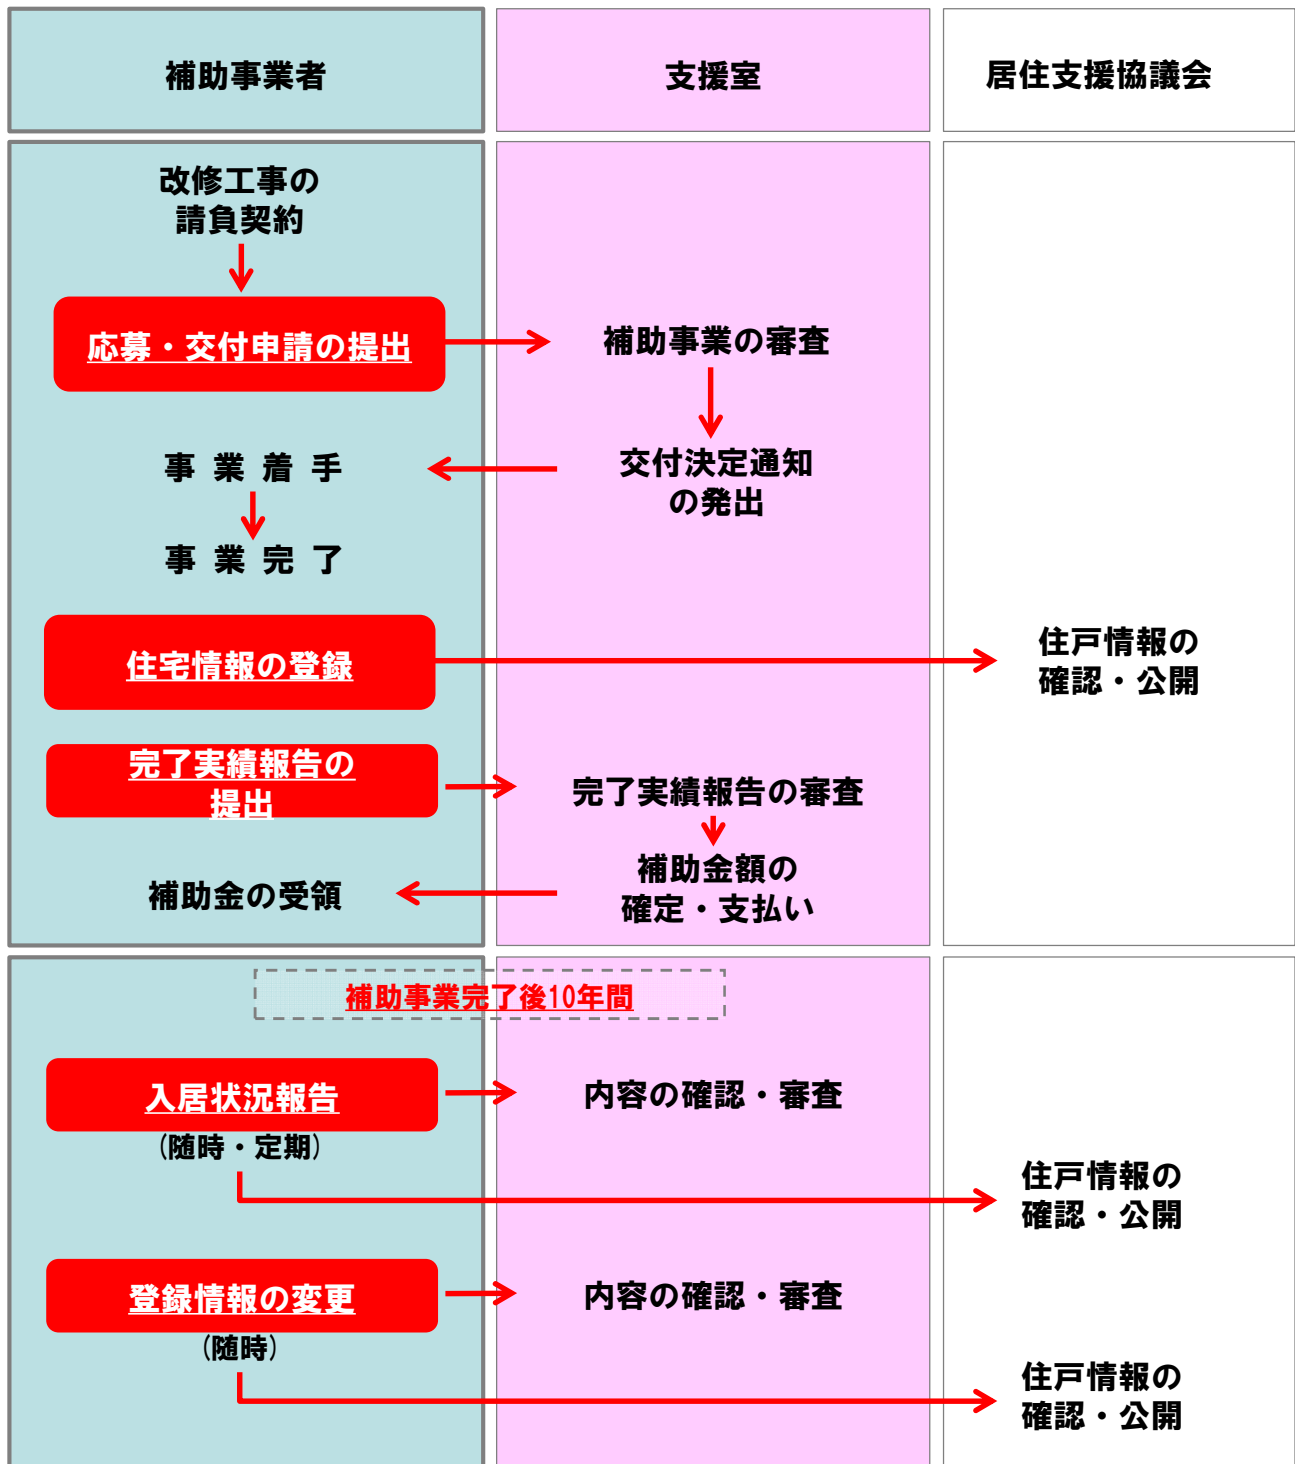 補助事業者
支援室
居住支援協議会
改修工事の
請負契約
応募・交付申請の提出
補助事業の審査
交付決定通知
の発出
事業着手
事業完了
住宅情報の登録
住戸情報の
確認・公開
完了実績報告の
提出
完了実績報告の審査
補助金額の
確定・支払い
補助金の受領
補助事業完了後10年間
入居状況報告
(随時・定期)
内容の確認・審査
住戸情報の
確認・公開
登録情報の変更
(随時)
内容の確認・審査
住戸情報の
確認・公開